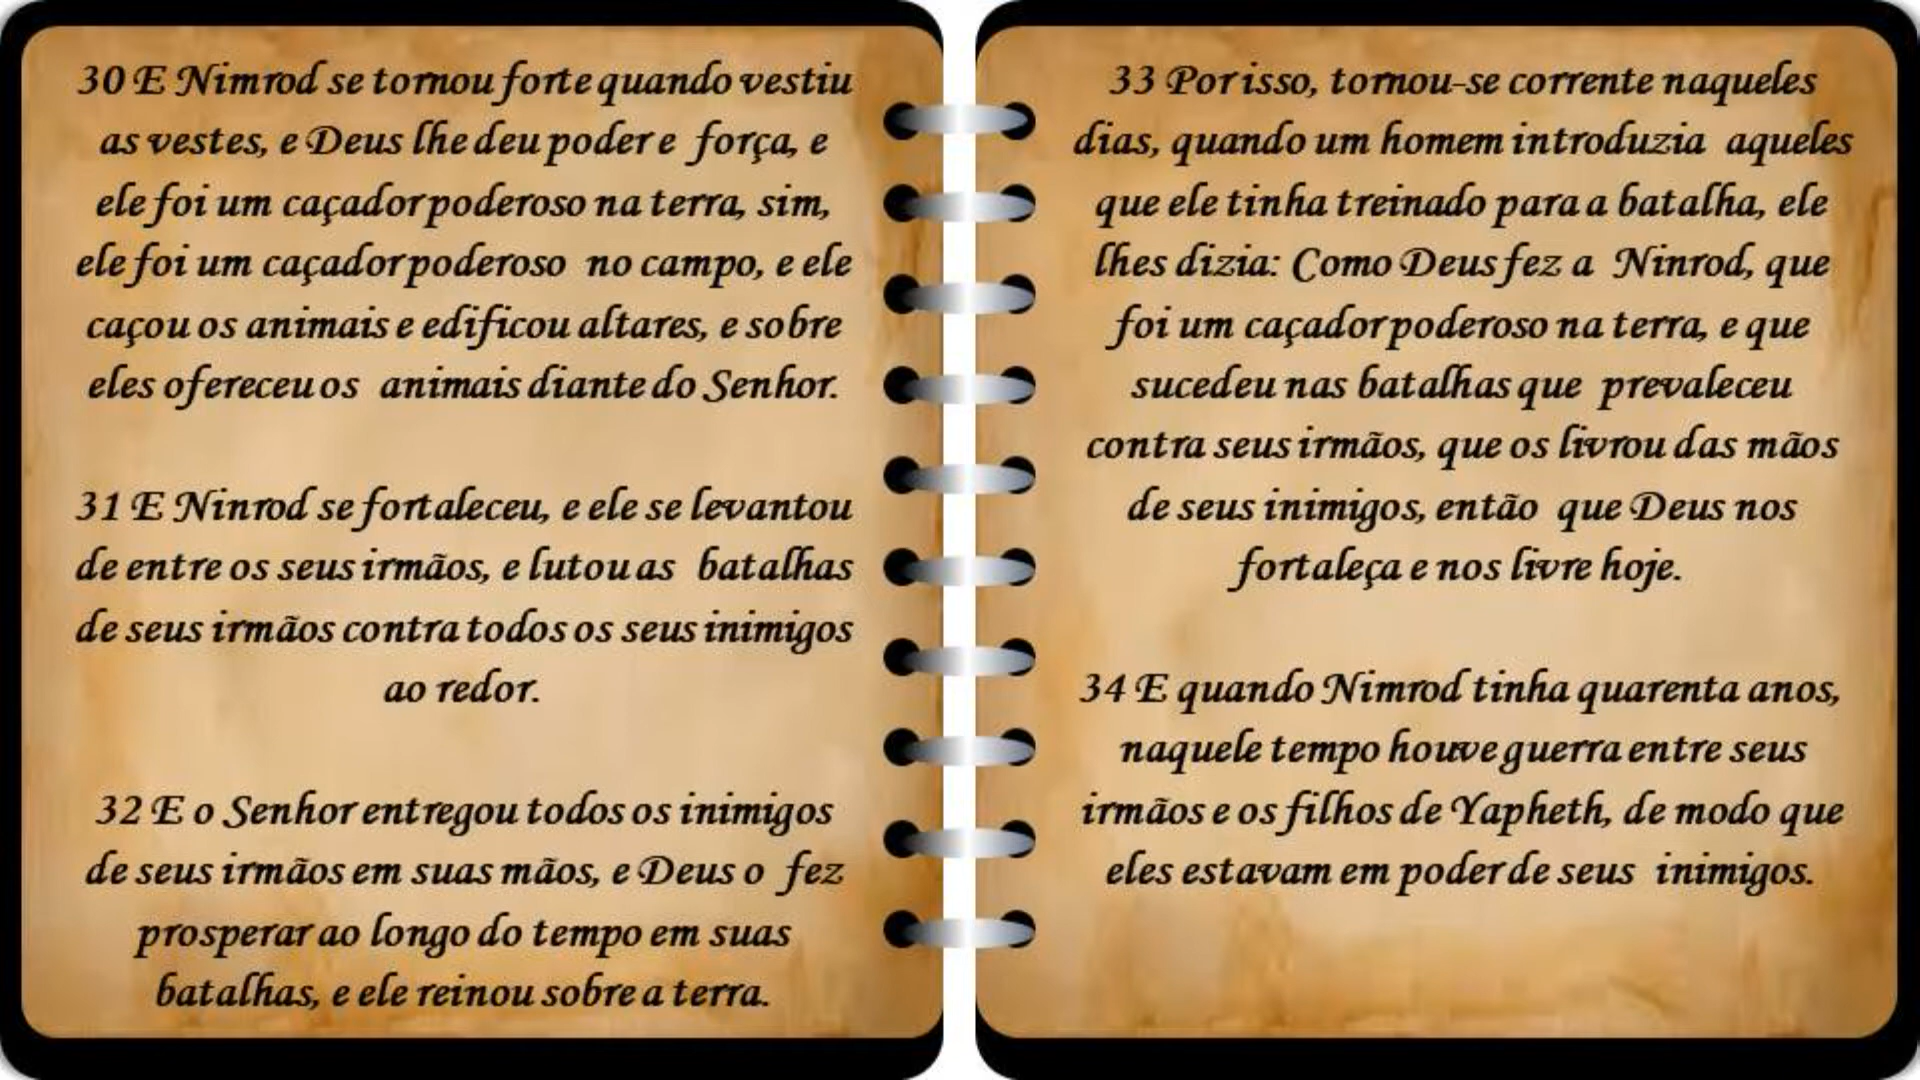 30 E Nimrod se tornou forte quando vestiu
as vestes, e Deus lhe deu poder e força, e
ele foi um caçador poderoso na terra, sim,
ele foi um caçador poderoso no campo, e ele
caçou os animais e edificou altares, e sobre
eles ofereceu os animais diante do Senhor.
31 E Ninrod se fortaleceu, e ele se levantou
de entre os seus irmãos, e lutou as batalhas
de seus irmãos contra todos os seus inimigos
ao redor.
32 E o Senhor entregou todos os inimigos
de seus irmãos em suas mãos, e Deus o fez
prosperar ao longo do tempo em suas
batalhas, e ele reinou sobre a terra.
33 Por isso, tornou-se corrente naqueles
dias, quando um homem introduzia aqueles
que ele tinha treinado para a batalha, ele
lhes dizia: Como Deus fez a Ninrod, que
foi um caçador poderoso na terra, e que
sucedeu nas batalhas que prevaleceu
contra seus irmãos, que os livrou das mãos
de seus inimigos, então que Deus nos
fortaleça e nos livre hoje.
34 E quando Nimrod tinha quarenta anos,
naquele tempo houve guerra entre seus
irmãos e os filhos de Yapheth, de modo que
eles estavam em poder de seus inimigos.